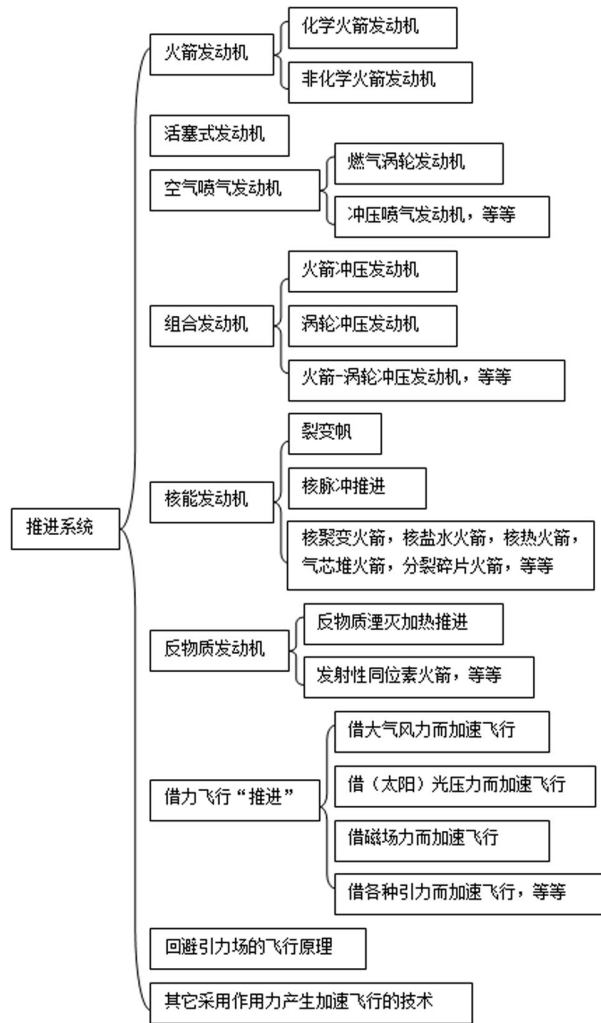 火箭发动机
化学火箭发动机
非化学火箭发动机
活塞式发动机
空气喷气发动机
燃气涡轮发动机
冲压喷气发动机，等等
组合发动机
火箭冲压发动机
涡轮冲压发动机
火箭-涡轮冲压发动机，等等
推进系统
核能发动机
裂变帆
核脉冲推进
核聚变火箭，核盐水火箭，核热火箭，
气芯堆火箭，分裂碎片火箭，等等
反物质发动机
反物质湮灭加热推进
发射性同位素火箭，等等
借力飞行“推进”
借大气风力而加速飞行
借（太阳）光压力而加速飞行
借磁场力而加速飞行
借各种引力而加速飞行，等等
回避引力场的飞行原理
其它采用作用力产生加速飞行的技术